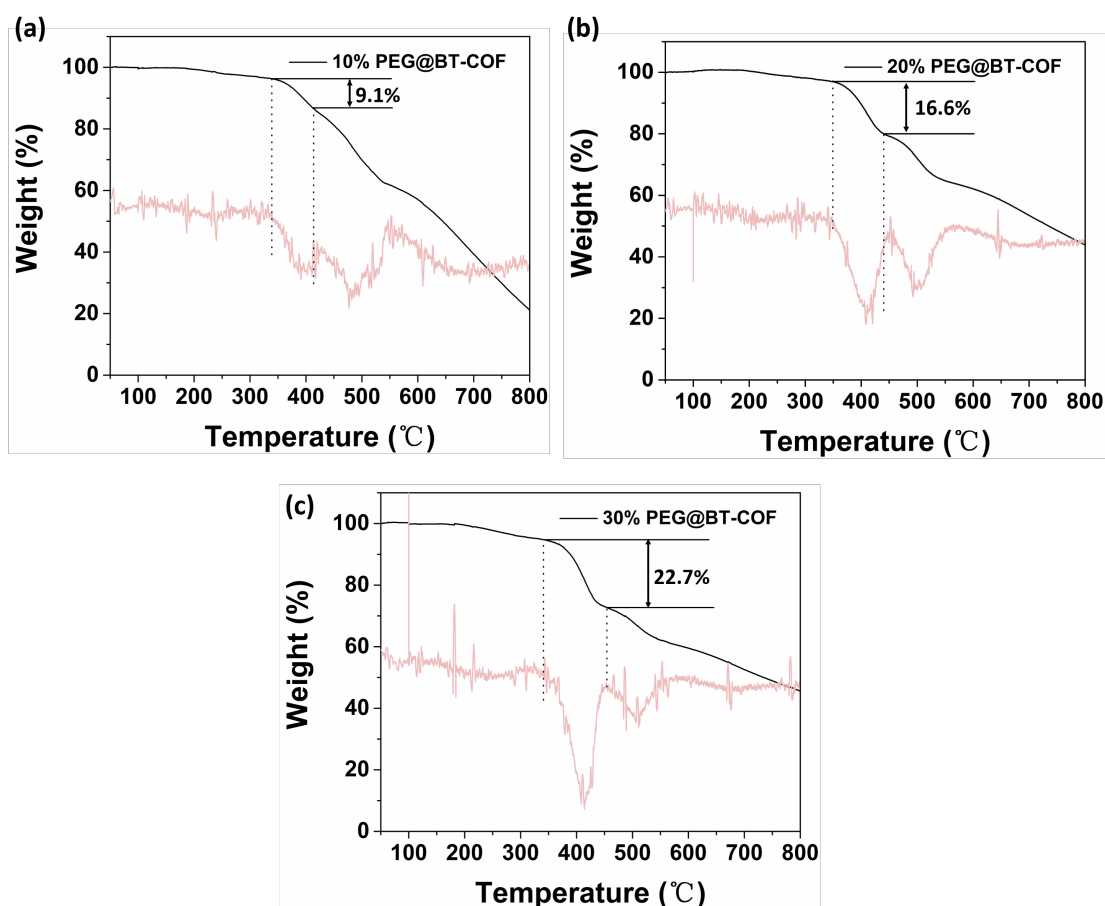 (a)
10% PEG@BT-COF
9.1%
100
80
60
40
20
0
Weight (%)
100 200 300 400 500 600 700 800
Temperature (℃)
(b)
20% PEG@BT-COF
16.6%
100
80
60
40
20
0
Weight (%)
100 200 300 400 500 600 700 800
Temperature (℃)
(c)
30% PEG@BT-COF
22.7%
100
80
60
40
20
0
Weight (%)
100 200 300 400 500 600 700 800
Temperature (℃)